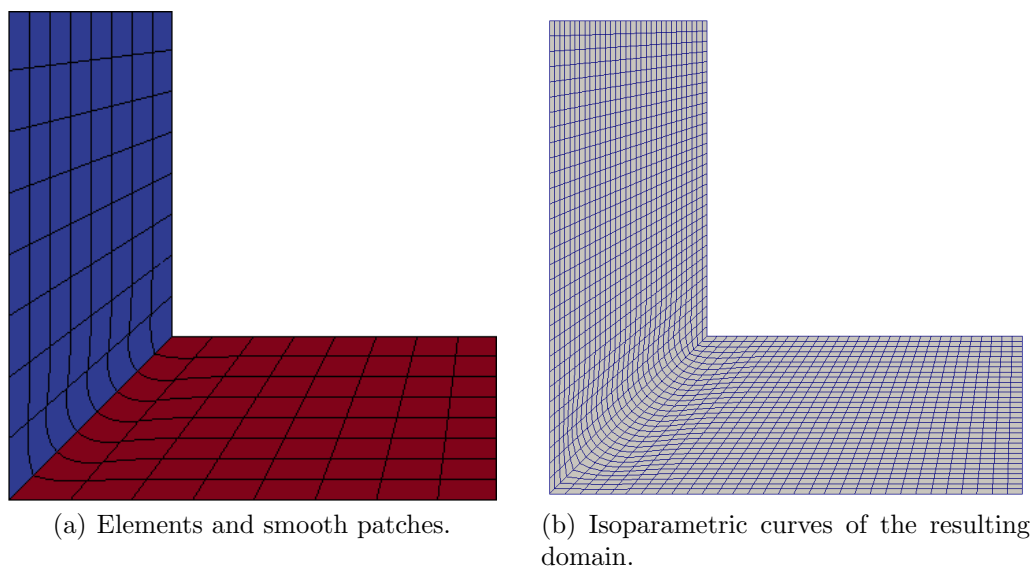 (a) Elements and smooth patches.
(b) Isoparametric curves of the resulting
domain.